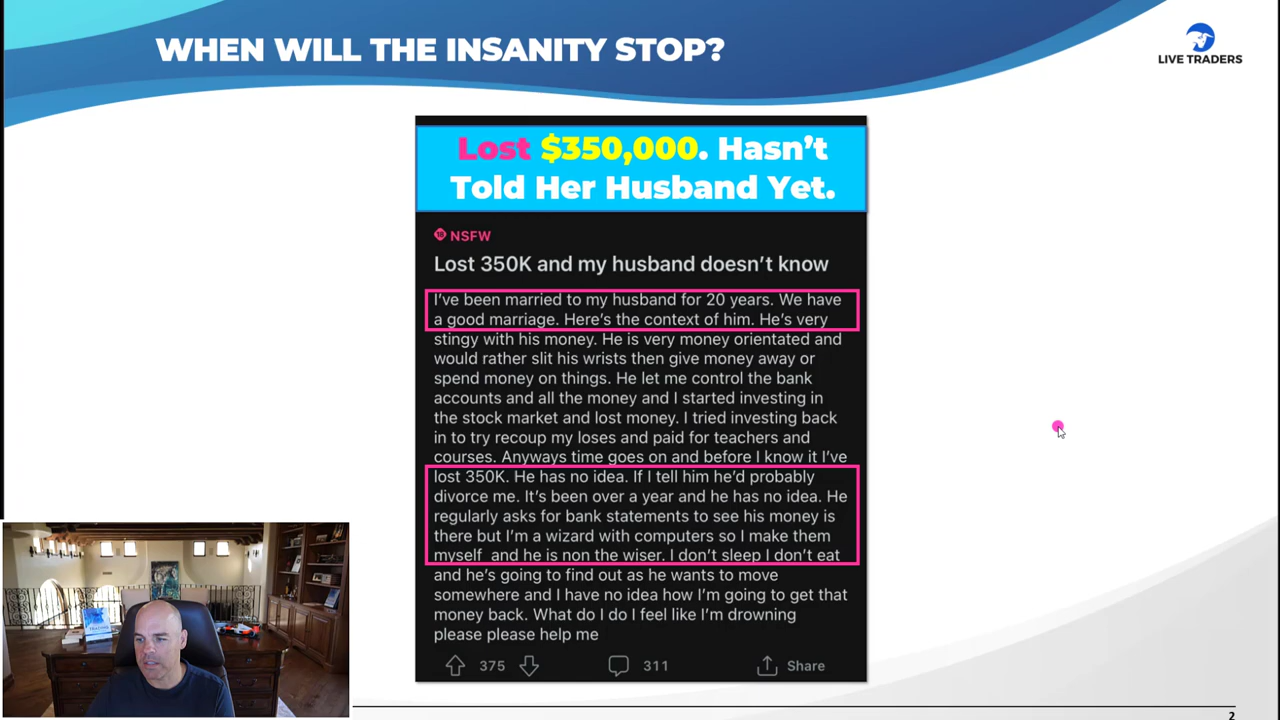 WHEN WILL THE INSANITY STOP?
LIVE TRADERS
Lost $350,000. Hasn't
Told Her Husband Yet.
18 NSFW
Lost 350K and my husband doesn't know
I've been married to my husband for 20 years. We have
a good marriage. Here's the context of him. He's very
stingy with his money. He is very money orientated and
would rather slit his wrists then give money away or
spend money on things. He let me control the bank
accounts and all the money and I started investing in
the stock market and lost money. I tried investing back
in to try recoup my loses and paid for teachers and
courses. Anyways time goes on and before I know it I've
lost 350K. He has no idea. If I tell him he'd probably
divorce me. It's been over a year and he has no idea. He
regularly asks for bank statements to see his money is
there but I'm a wizard with computers so I make them
myself and he is non the wiser. I don't sleep I don't eat
and he's going to find out as he wants to move
somewhere and I have no idea how I'm going to get that
money back. What do I do I feel like I'm drowning
please please help me
375
311
Share
2